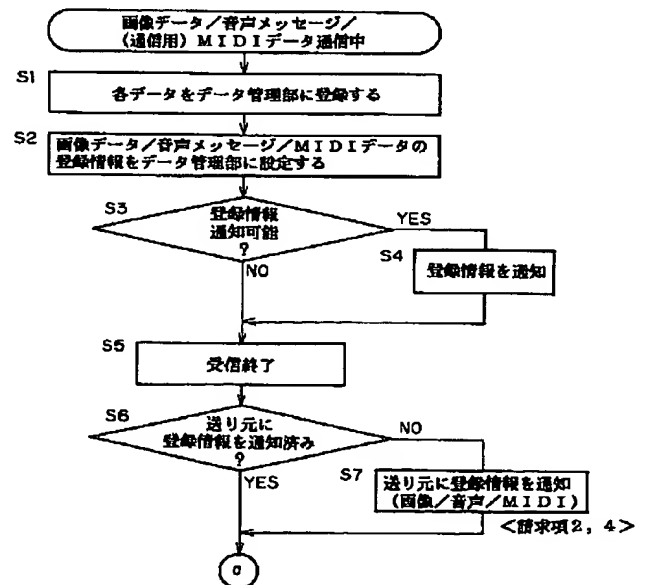 画像データ/音声メッセージ/
(通信用)MIDIデータ通信中
S1
各データをデータ管理部に登録する
S2
画像データ/音声メッセージ/MIDIデータの
登録情報をデータ管理部に設定する
S3
登録情報
通知可能
?
YES
NO
S4
登録情報を通知
S5
受信終了
S6
送り元に
登録情報を通知済み
?
NO
YES
S7
送り元に登録情報を通知
(画像/音声/MIDI)
<請求項2,4>
a